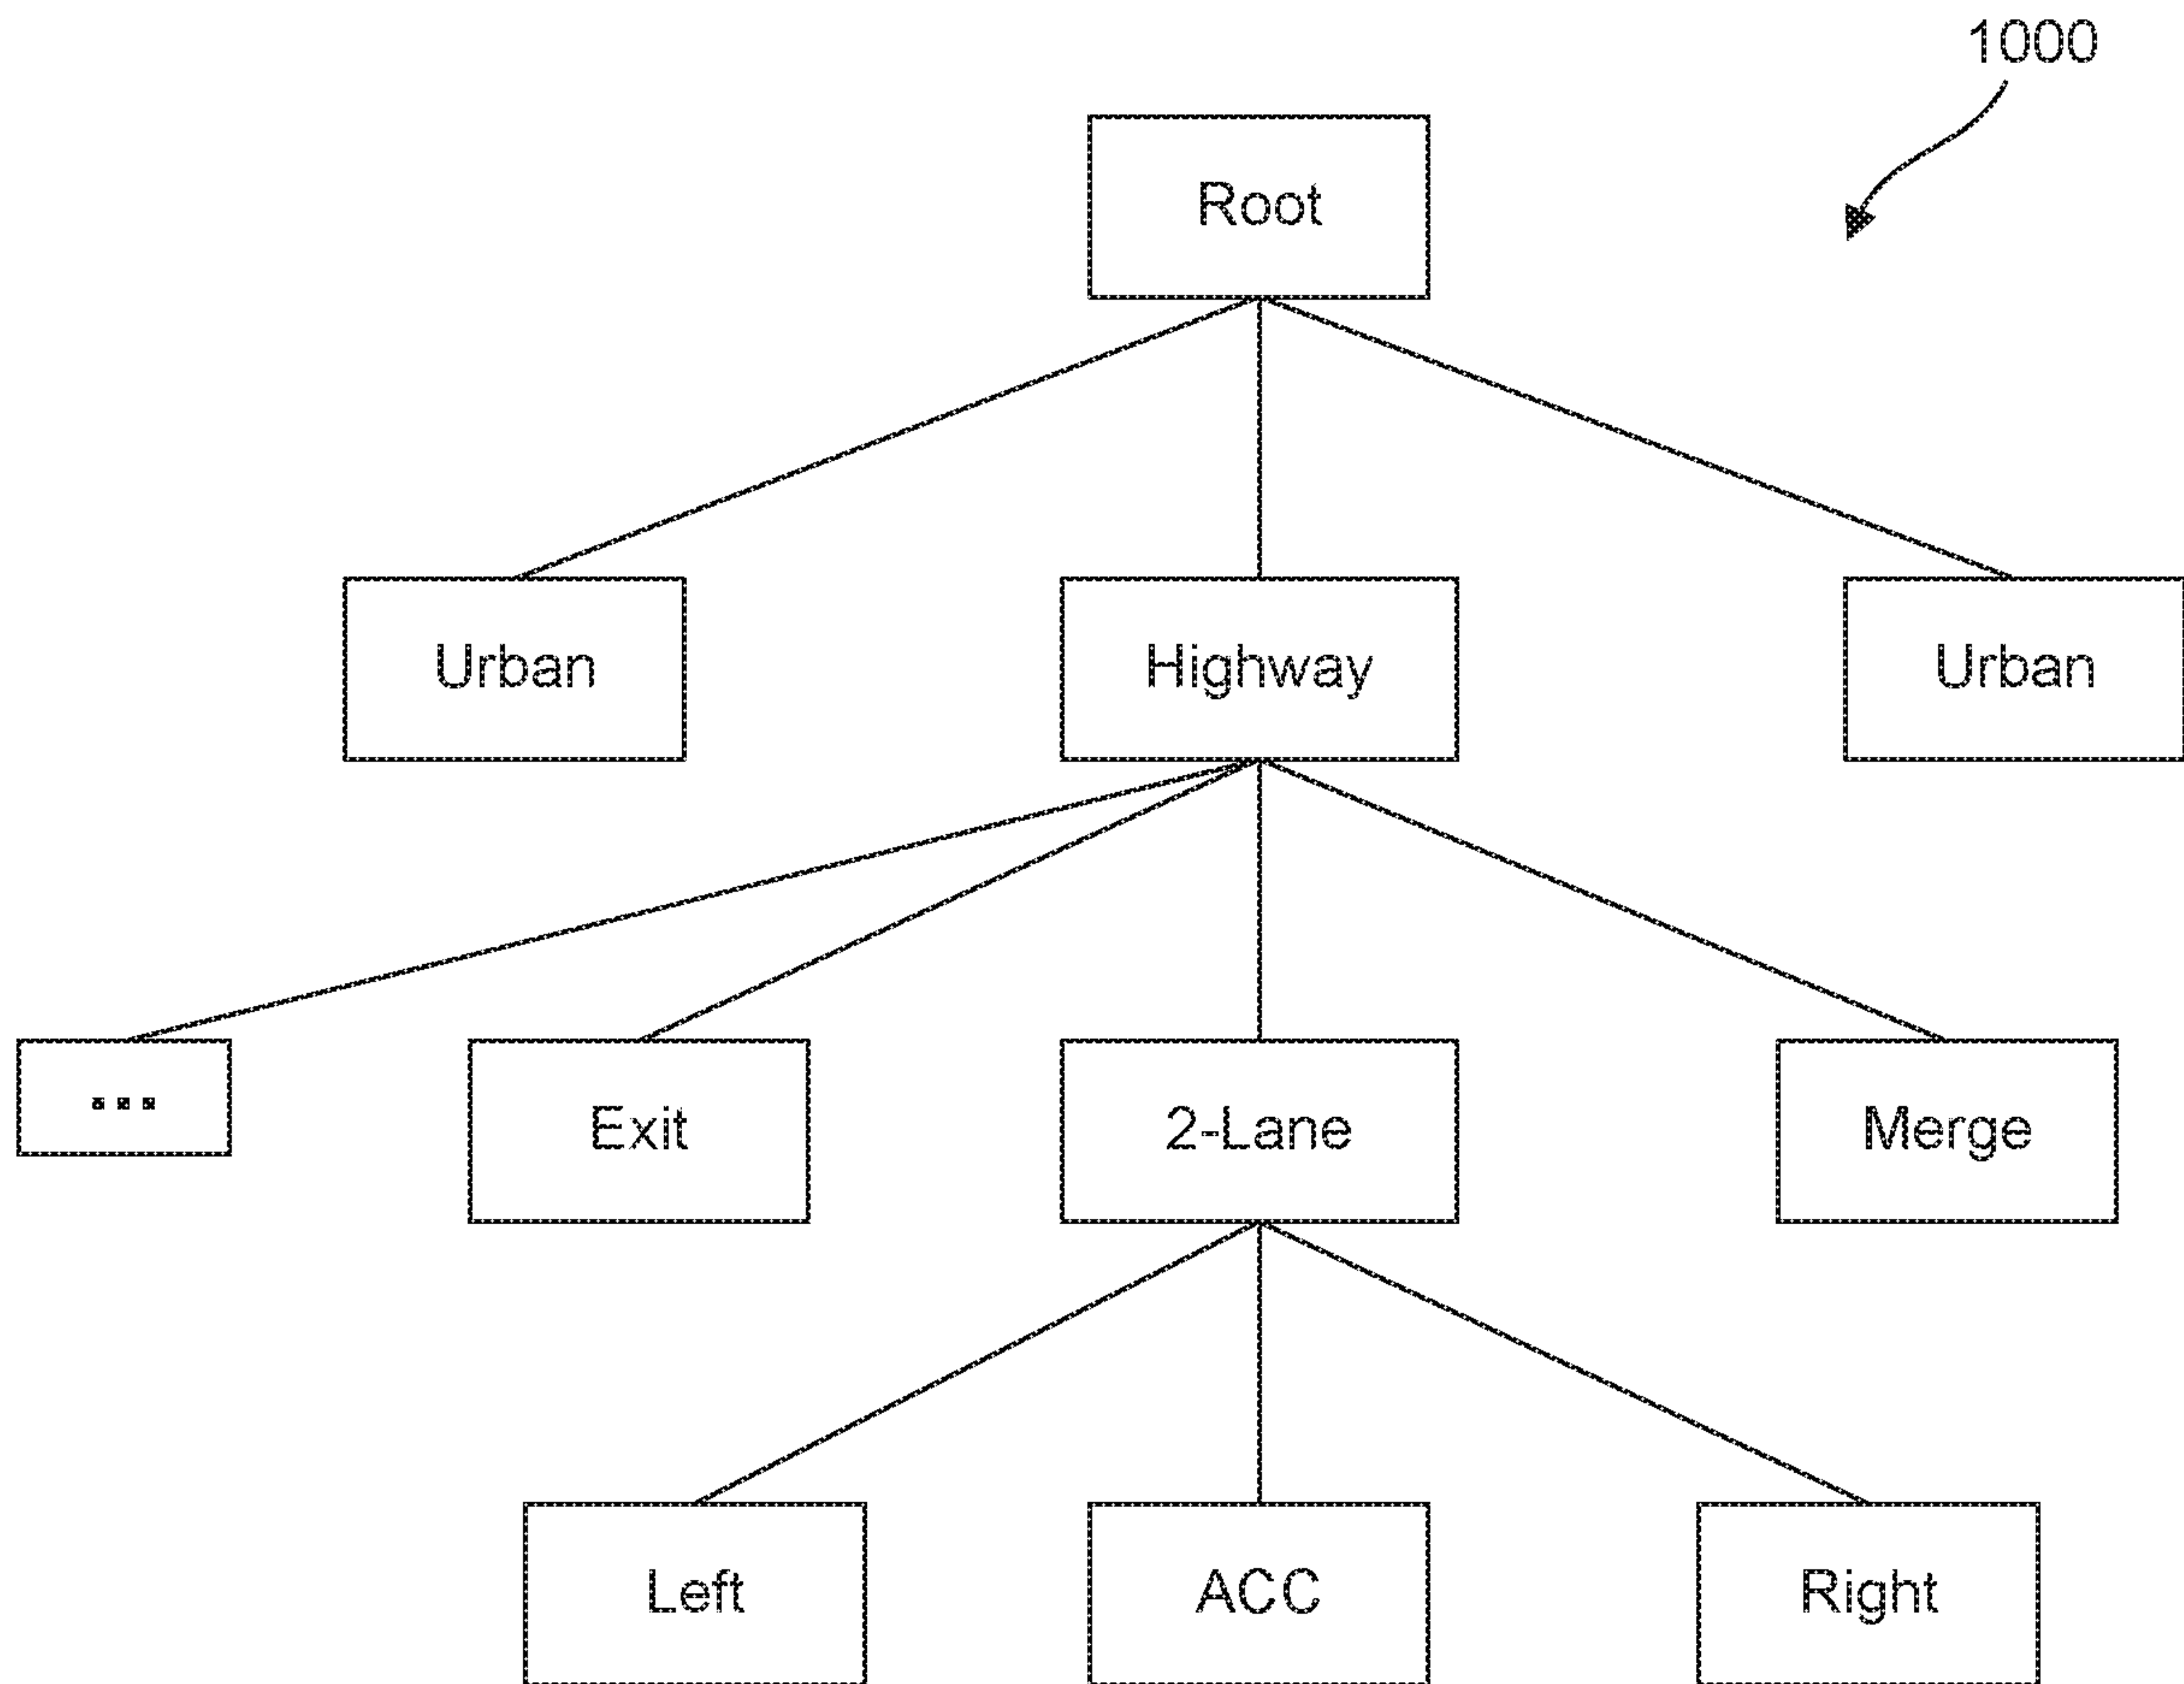 1000
Root
Urban
Highway
Urban
...
Exit
2-Lane
Merge
Left
ACC
Right